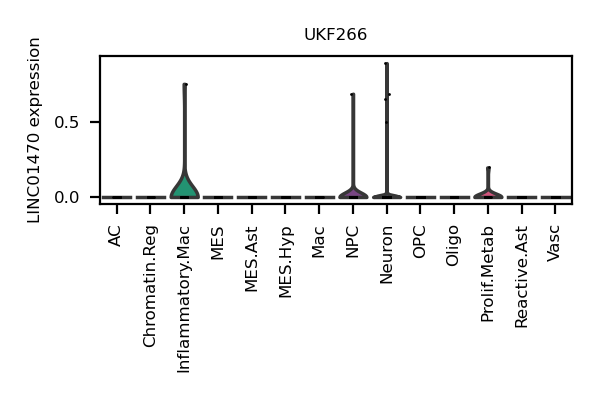 UKF266
LINC01470 expression
0.5
0.0
AC
Chromatin.Reg
Inflammatory.Mac
MES
MES.Ast
MES.Hyp
Mac
NPC
Neuron
OPC
Oligo
Prolif.Metab
Reactive.Ast
Vasc